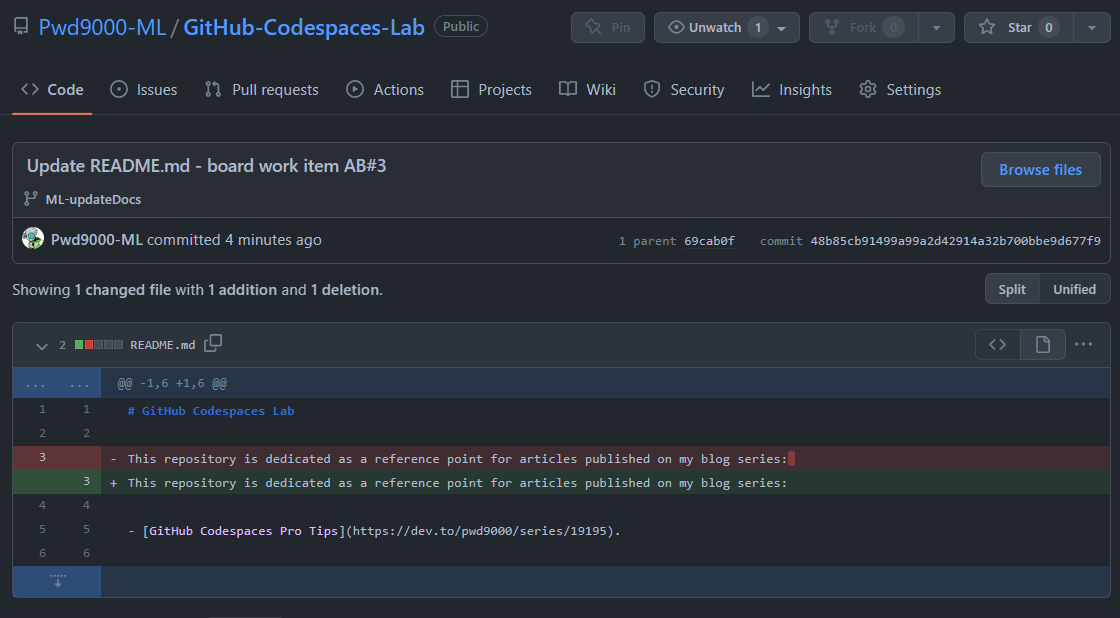 Pwd9000-ML / GitHub-Codespaces-Lab Public Pin Unwatch 1 Fork 0 Star 0
Code Issues Pull requests Actions Projects Wiki Security Insights Settings
Update README.md - board work item AB#3
Browse files
ML-updateDocs
Pwd9000-ML committed 4 minutes ago 1 parent 69cab0f commit 48b85cb91499a99a2d42914a32b700bbe9d677f9
Showing 1 changed file with 1 addition and 1 deletion.
Split Unified
2 README.md
... ... @@ -1,6 +1,6 @@
1 1 # GitHub Codespaces Lab
2 2
3 - This repository is dedicated as a reference point for articles published on my blog series:
3 + This repository is dedicated as a reference point for articles published on my blog series:
4 4
5 5 - [GitHub Codespaces Pro Tips](https://dev.to/pwd9000/series/19195).
6 6